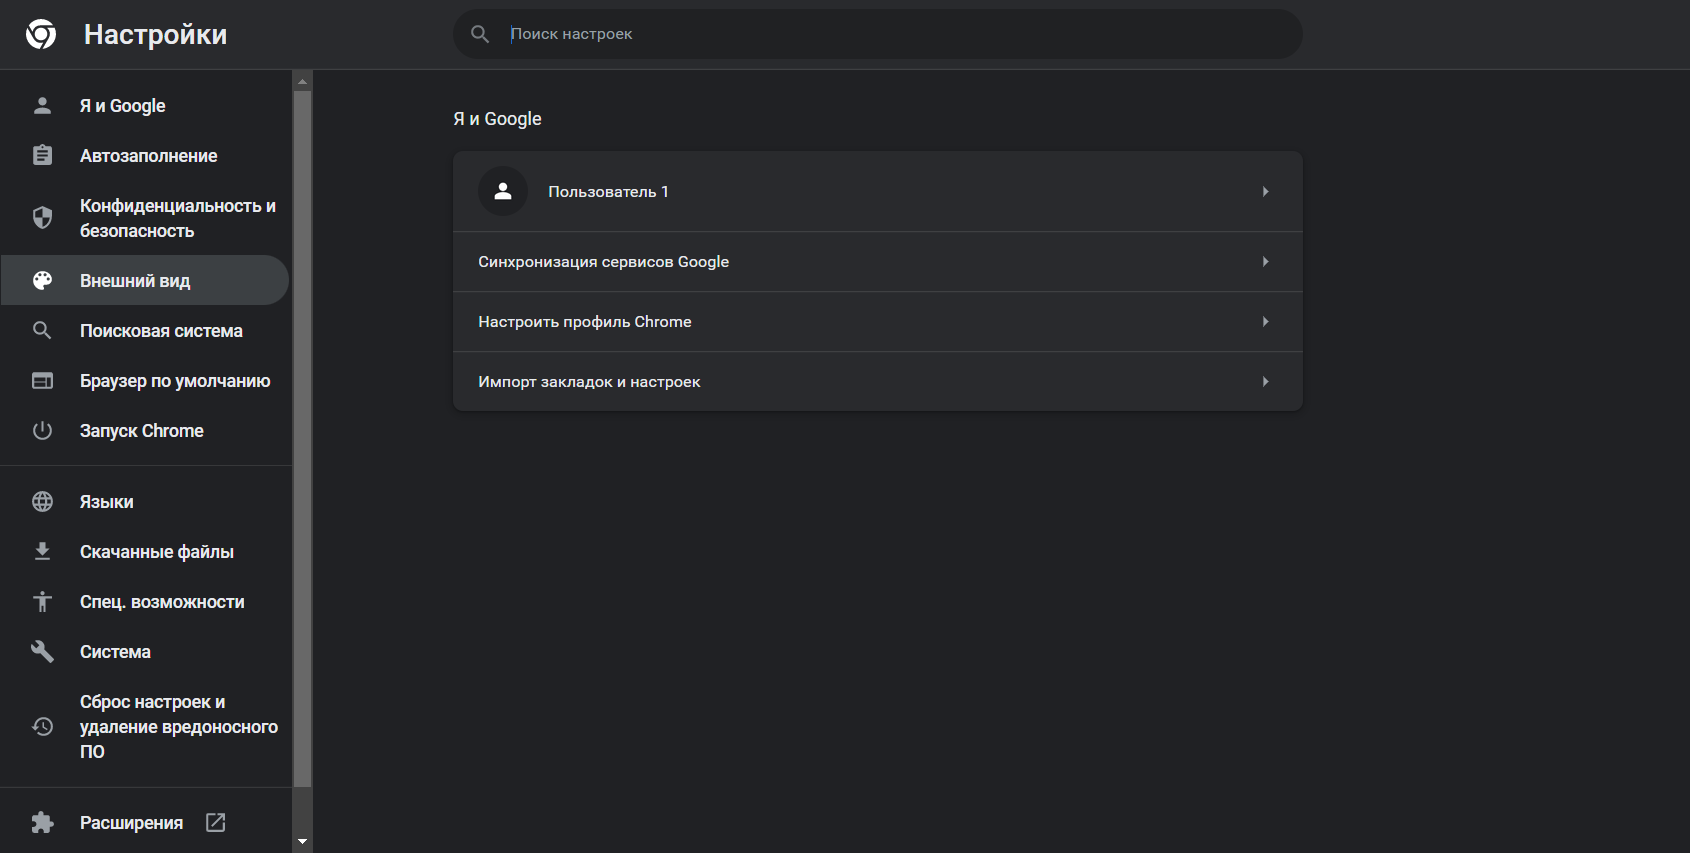 Настройки
Поиск настроек
Я и Google
Автозаполнение
Конфиденциальность и
безопасность
Внешний вид
Поисковая система
Браузер по умолчанию
Запуск Chrome
Языки
Скачанные файлы
Спец. возможности
Система
Сброс настроек и
удаление вредоносного
ПО
Расширения
Я и Google
Пользователь 1
Синхронизация сервисов Google
Настроить профиль Chrome
Импорт закладок и настроек